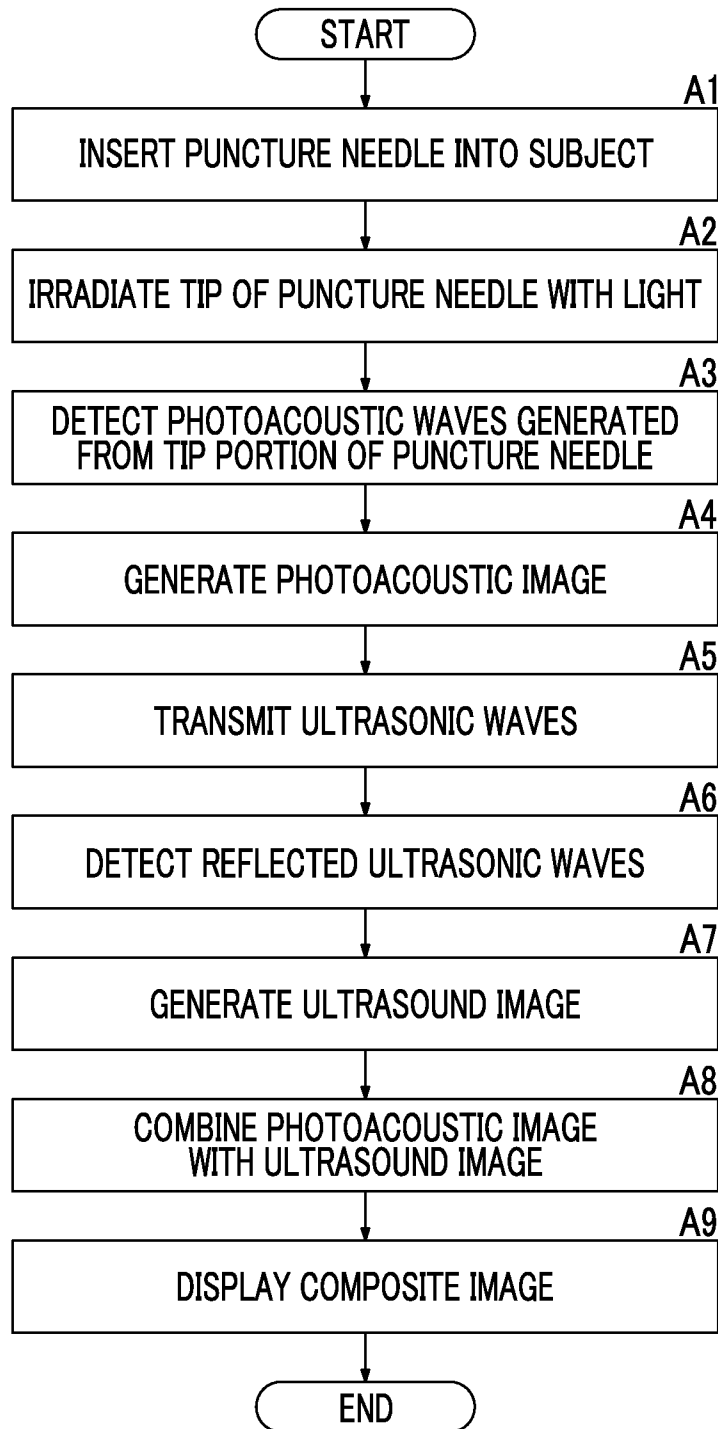 START
A1
INSERT PUNCTURE NEEDLE INTO SUBJECT
A2
IRRADIATE TIP OF PUNCTURE NEEDLE WITH LIGHT
A3
DETECT PHOTOACOUSTIC WAVES GENERATED
FROM TIP PORTION OF PUNCTURE NEEDLE
A4
GENERATE PHOTOACOUSTIC IMAGE
A5
TRANSMIT ULTRASONIC WAVES
A6
DETECT REFLECTED ULTRASONIC WAVES
A7
GENERATE ULTRASOUND IMAGE
A8
COMBINE PHOTOACOUSTIC IMAGE
WITH ULTRASOUND IMAGE
A9
DISPLAY COMPOSITE IMAGE
END